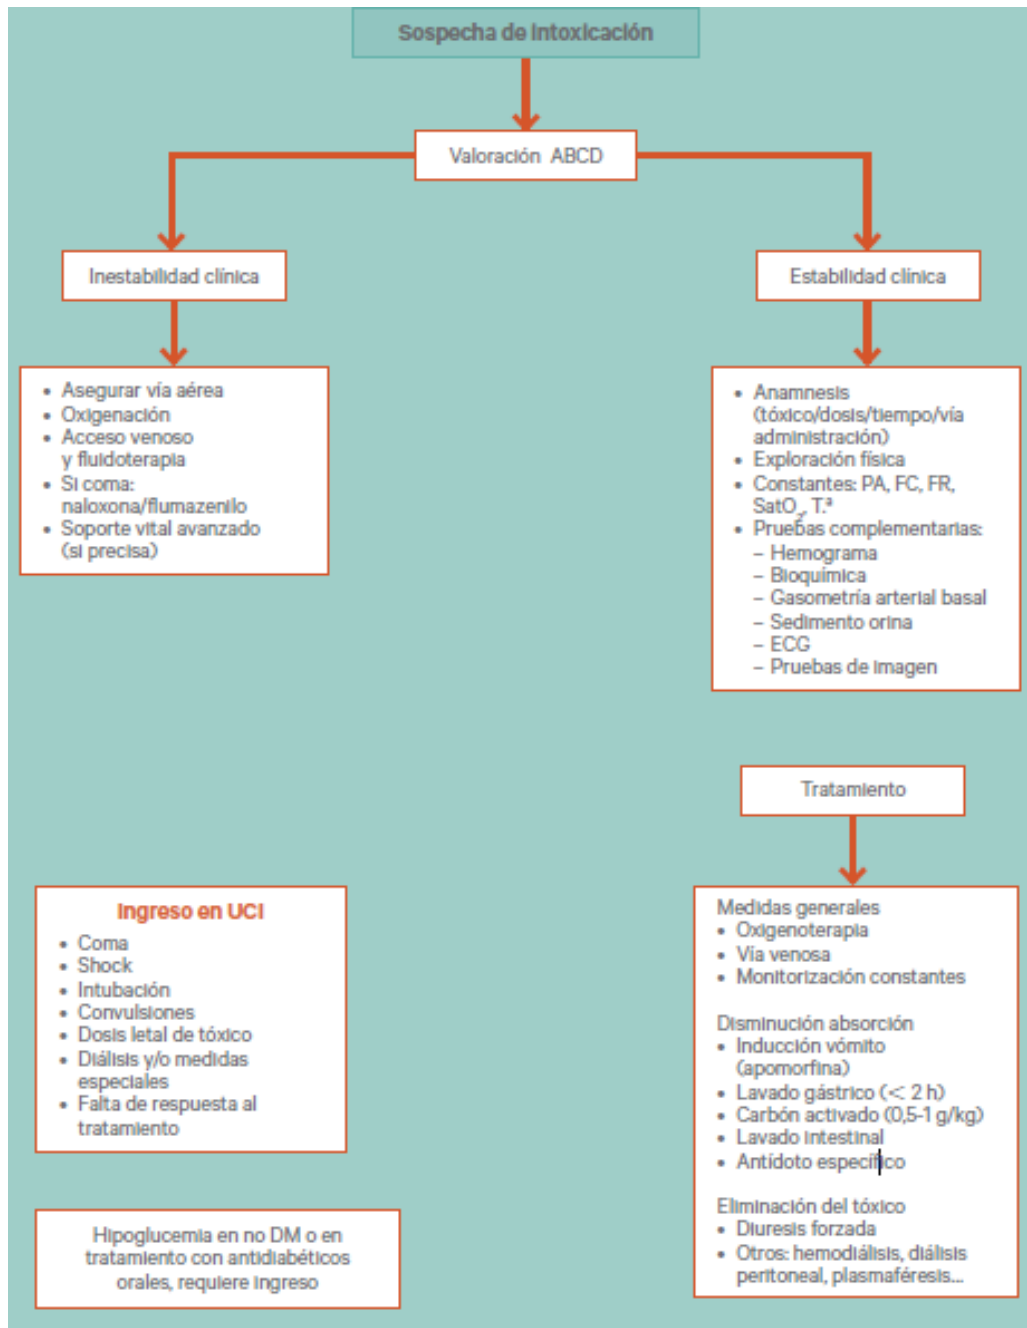 Sospecha de intoxicación
Valoración ABCD
Inestabilidad clínica
Estabilidad clínica
• Asegurar vía aérea
• Oxigenación
• Acceso venoso
y fluidoterapia
• Si coma:
naloxona/flumazenilo
• Soporte vital avanzado
(si precisa)
• Anamnesis
(tóxico/dosis/tiempo/vía
administración)
• Exploración física
• Constantes: PA, FC, FR,
SatO2, T.ª
• Pruebas complementarias:
– Hemograma
– Bioquímica
– Gasometría arterial basal
– Sedimento orina
– ECG
– Pruebas de imagen
Tratamiento
Ingreso en UCI
• Coma
• Shock
• Intubación
• Convulsiones
• Dosis letal de tóxico
• Diálisis y/o medidas
especiales
• Falta de respuesta al
tratamiento
Medidas generales
• Oxigenoterapia
• Vía venosa
• Monitorización constantes
Disminución absorción
• Inducción vómito
(apomorfina)
• Lavado gástrico (< 2 h)
• Carbón activado (0,5-1 g/kg)
• Lavado intestinal
• Antídoto específico
Eliminación del tóxico
• Diuresis forzada
• Otros: hemodiálisis, diálisis
peritoneal, plasmaféresis...
Hipoglucemia en no DM o en
tratamiento con antidiabéticos
orales, requiere ingreso